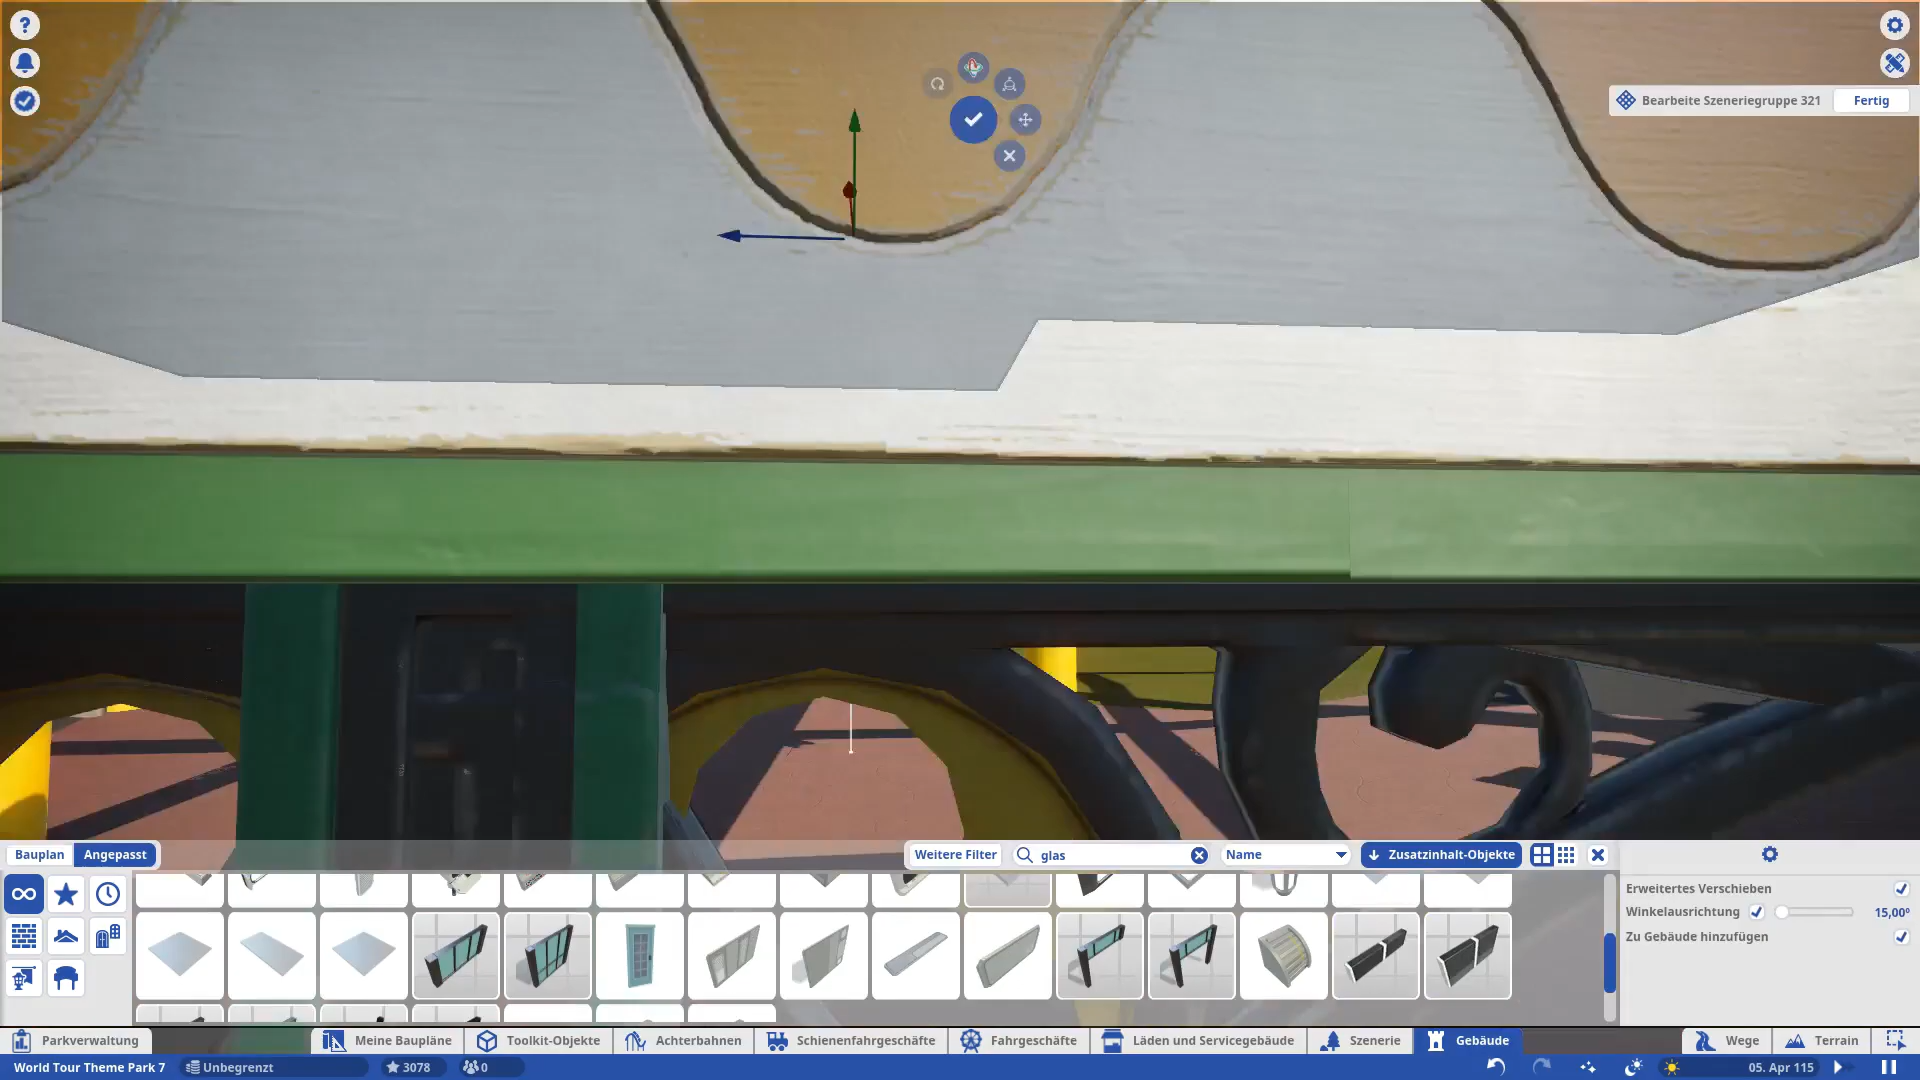 Bearbeite Szeneriegruppe 321
Fertig
Bauplan
Angepasst
Weitere Filter
glas
Name
Zusatzinhalt-Objekte
Erweitertes Verschieben
Winkelausrichtung
15,00°
Zu Gebäude hinzufügen
Parkverwaltung
Meine Baupläne
Toolkit-Objekte
Achterbahnen
Schienenfahrgeschäfte
Fahrgeschäfte
Läden und Servicegebäude
Szenerie
Gebäude
Wege
Terrain
World Tour Theme Park 7
Unbegrenzt
3078
0
05. Apr 115